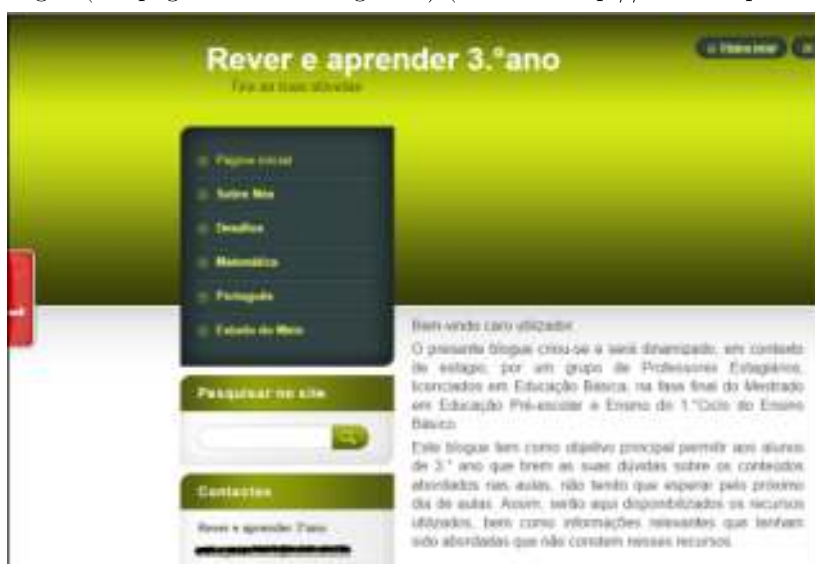 Rever e aprender 3.°ano
Tire as tuas dúvidas
Página inicial
Sobre Nós
Desafios
Matemática
Português
Estudo do Meio
Pesquisar no site
Contactos
Rever e aprender 3ºano
Bem-vindo caro utilizador
O presente blogue criou-se e será dinamizado, em contexto
de estágio, por um grupo de Professores Estagiários,
licenciados em Educação Básica, na fase final do Mestrado
em Educação Pré-escolar e Ensino do 1.°Ciclo do Ensino
Básico.
Este blogue tem como objetivo principal permitir aos alunos
de 3.° ano que tirem as suas dúvidas sobre os conteúdos
abordados nas aulas, não tendo que esperar pelo próximo
dia de aulas. Assim, serão aqui disponibilizados os recursos
utilizados, bem como informações relevantes que tenham
sido abordadas que não constem nesses recursos.